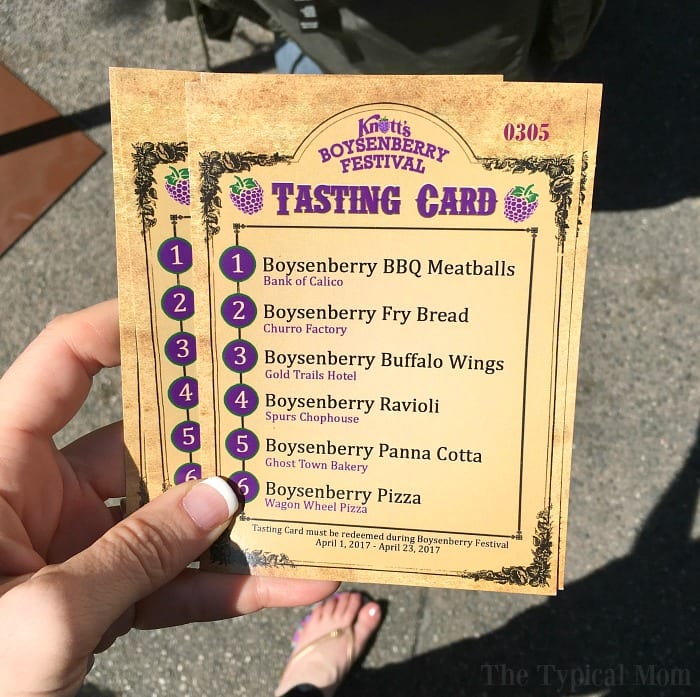 Knott's
BOYSENBERRY
FESTIVAL
0305
TASTING CARD
1 Boysenberry BBQ Meatballs
Bank of Calico
2 Boysenberry Fry Bread
Churro Factory
3 Boysenberry Buffalo Wings
Gold Trails Hotel
4 Boysenberry Ravioli
Spurs Chophouse
5 Boysenberry Panna Cotta
Ghost Town Bakery
6 Boysenberry Pizza
Wagon Wheel Pizza
Tasting Card must be redeemed during Boysenberry Festival
April 1, 2017 - April 23, 2017
1
2
3
4
5
6
The Typical Mom